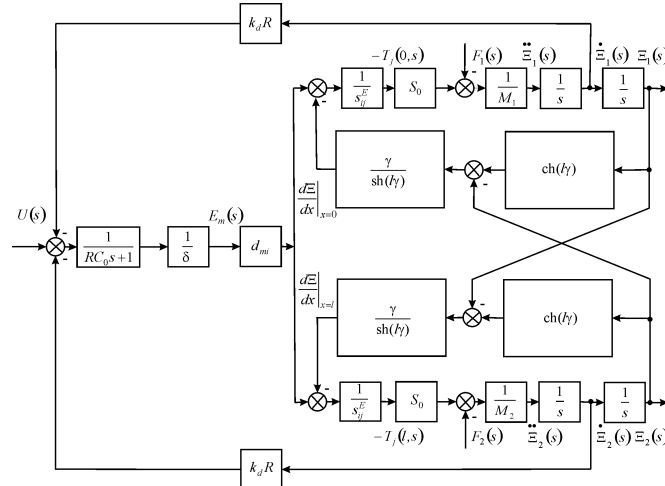 k_d R
−T_j(0,s)
F_1(s)
Ξ̈_1(s)
Ξ̇_1(s)
Ξ_1(s)
1/s_{ij}^E
S_0
1/M_1
1/s
1/s
γ/sh(lγ)
ch(lγ)
dΞ/dx|_{x=0}
U(s)
E_m(s)
1/(RC_0 s+1)
1/δ
d_{mi}
dΞ/dx|_{x=l}
γ/sh(lγ)
ch(lγ)
1/s_{ij}^E
S_0
1/M_2
1/s
1/s
−T_j(l,s)
F_2(s)
Ξ̈_2(s)
Ξ̇_2(s)
Ξ_2(s)
k_d R